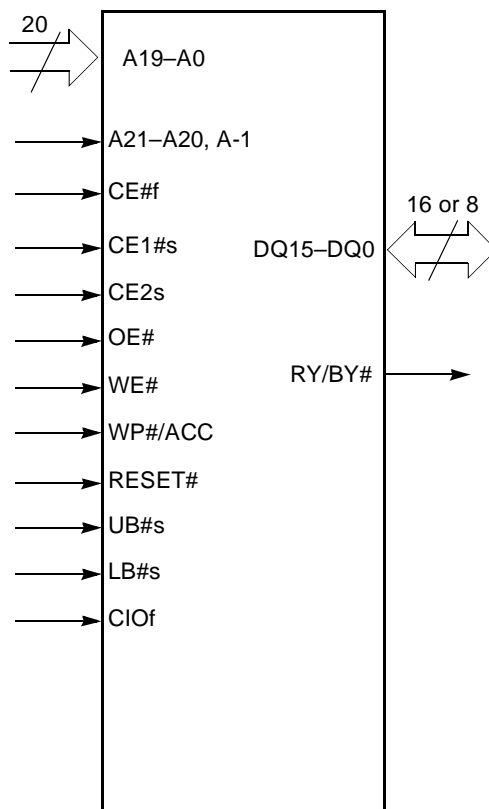 20
A19–A0
A21–A20, A-1
CE#f
16 or 8
CE1#s
DQ15–DQ0
CE2s
OE#
RY/BY#
WE#
WP#/ACC
RESET#
UB#s
LB#s
CIOf